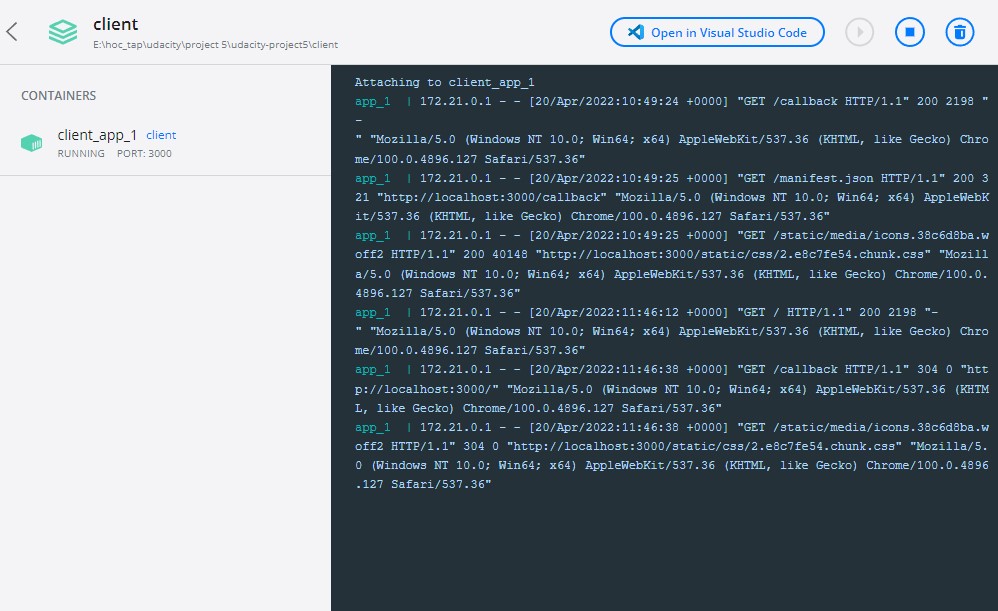 client
E:\hoc_tap\udacity\project 5\udacity-project5\client
Open in Visual Studio Code
CONTAINERS
client_app_1 client
RUNNING PORT: 3000
Attaching to client_app_1
app_1 | 172.21.0.1 - - [20/Apr/2022:10:49:24 +0000] "GET /callback HTTP/1.1" 200 2198 "
-
" "Mozilla/5.0 (Windows NT 10.0; Win64; x64) AppleWebKit/537.36 (KHTML, like Gecko) Chro
me/100.0.4896.127 Safari/537.36"
app_1 | 172.21.0.1 - - [20/Apr/2022:10:49:25 +0000] "GET /manifest.json HTTP/1.1" 200 3
21 "http://localhost:3000/callback" "Mozilla/5.0 (Windows NT 10.0; Win64; x64) AppleWebK
it/537.36 (KHTML, like Gecko) Chrome/100.0.4896.127 Safari/537.36"
app_1 | 172.21.0.1 - - [20/Apr/2022:10:49:25 +0000] "GET /static/media/icons.38c6d8ba.w
off2 HTTP/1.1" 200 40148 "http://localhost:3000/static/css/2.e8c7fe54.chunk.css" "Mozill
a/5.0 (Windows NT 10.0; Win64; x64) AppleWebKit/537.36 (KHTML, like Gecko) Chrome/100.0.
4896.127 Safari/537.36"
app_1 | 172.21.0.1 - - [20/Apr/2022:11:46:12 +0000] "GET / HTTP/1.1" 200 2198 "-
" "Mozilla/5.0 (Windows NT 10.0; Win64; x64) AppleWebKit/537.36 (KHTML, like Gecko) Chro
me/100.0.4896.127 Safari/537.36"
app_1 | 172.21.0.1 - - [20/Apr/2022:11:46:38 +0000] "GET /callback HTTP/1.1" 304 0 "htt
p://localhost:3000/" "Mozilla/5.0 (Windows NT 10.0; Win64; x64) AppleWebKit/537.36 (KHTM
L, like Gecko) Chrome/100.0.4896.127 Safari/537.36"
app_1 | 172.21.0.1 - - [20/Apr/2022:11:46:38 +0000] "GET /static/media/icons.38c6d8ba.w
off2 HTTP/1.1" 304 0 "http://localhost:3000/static/css/2.e8c7fe54.chunk.css" "Mozilla/5.
0 (Windows NT 10.0; Win64; x64) AppleWebKit/537.36 (KHTML, like Gecko) Chrome/100.0.4896
.127 Safari/537.36"